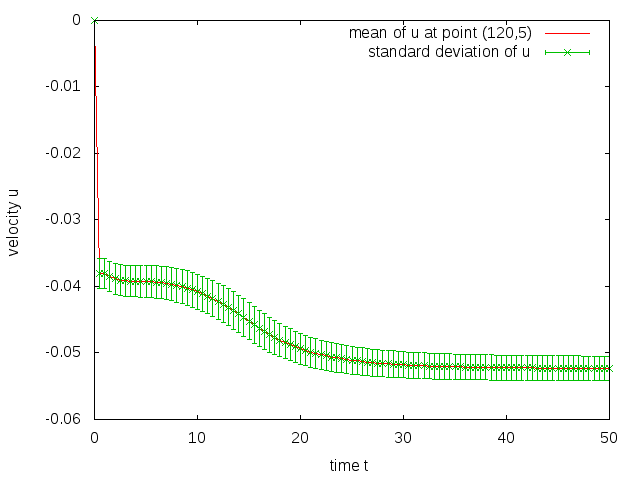 mean of u at point (120,5)
standard deviation of u
velocity u
0
-0.01
-0.02
-0.03
-0.04
-0.05
-0.06
0 10 20 30 40 50
time t